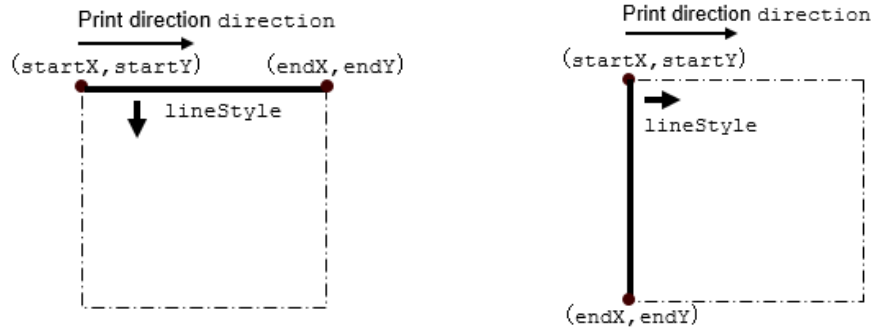 Print direction direction
(startX,startY)
(endX,endY)
lineStyle
Print direction direction
(startX,startY)
lineStyle
(endX,endY)